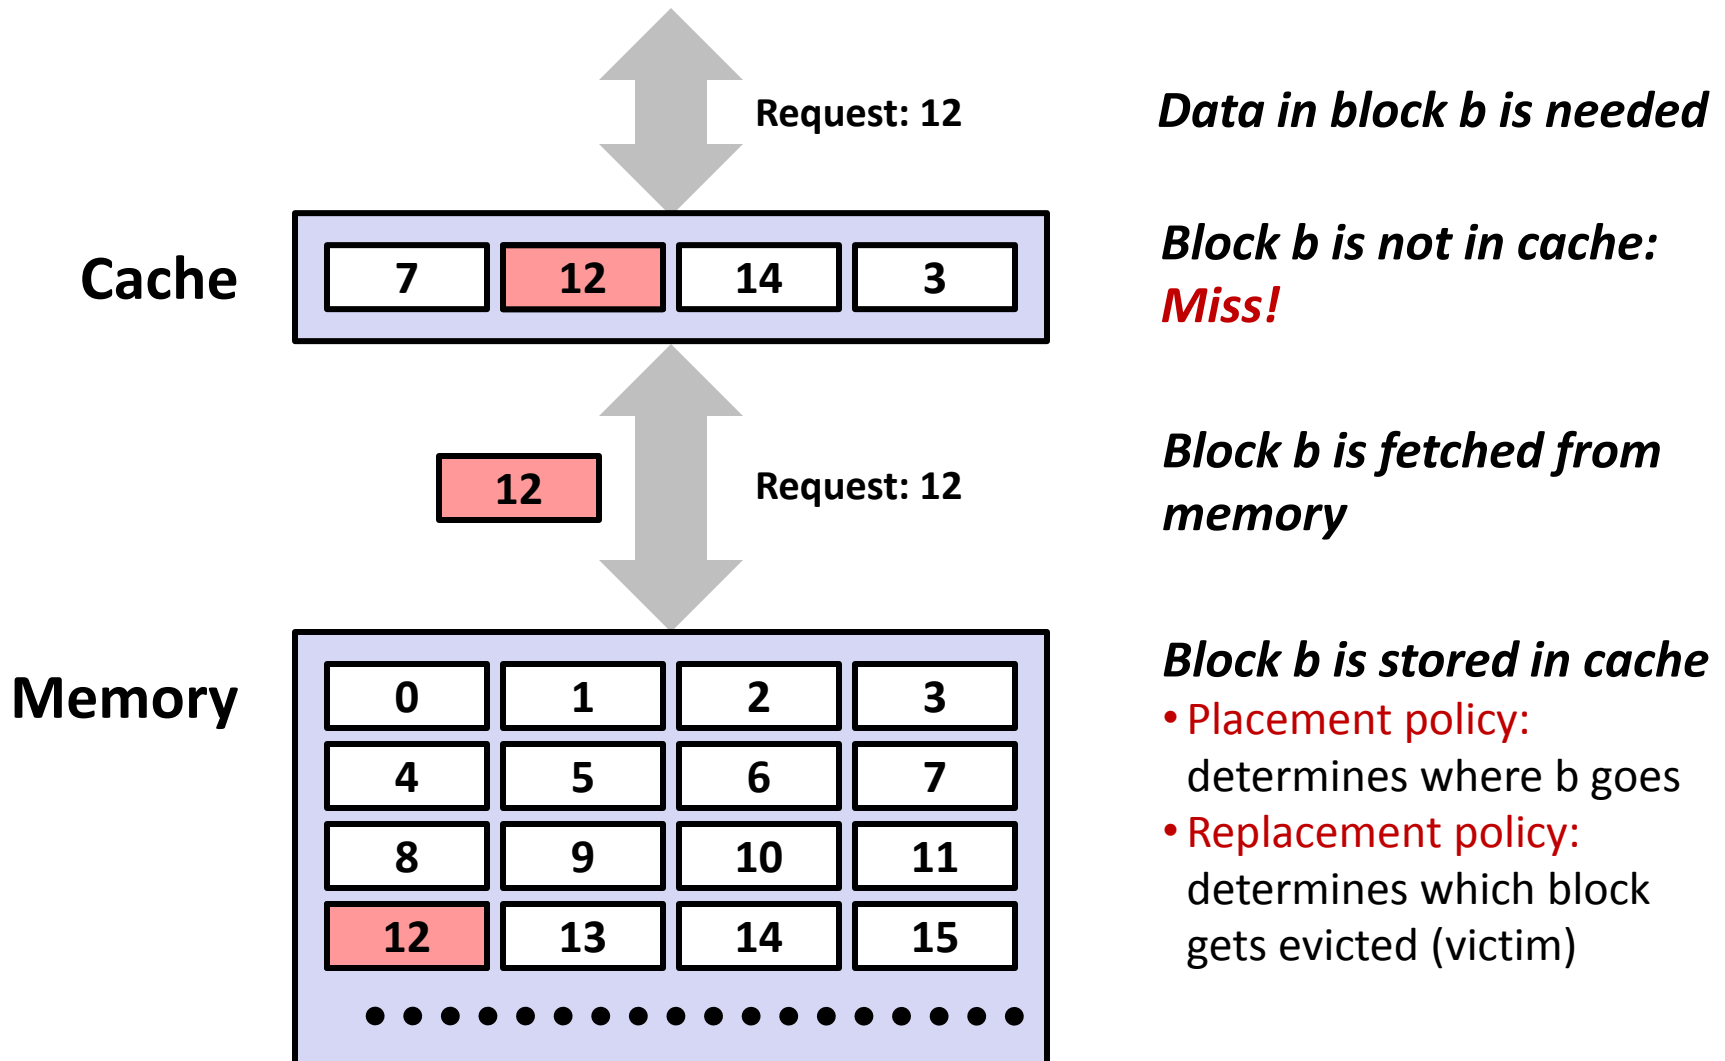 Request: 12
Data in block b is needed
Cache
7 12 14 3
Block b is not in cache:
Miss!
12
Request: 12
Block b is fetched from
memory
Memory
0 1 2 3
4 5 6 7
8 9 10 11
12 13 14 15
Block b is stored in cache
• Placement policy:
determines where b goes
• Replacement policy:
determines which block
gets evicted (victim)